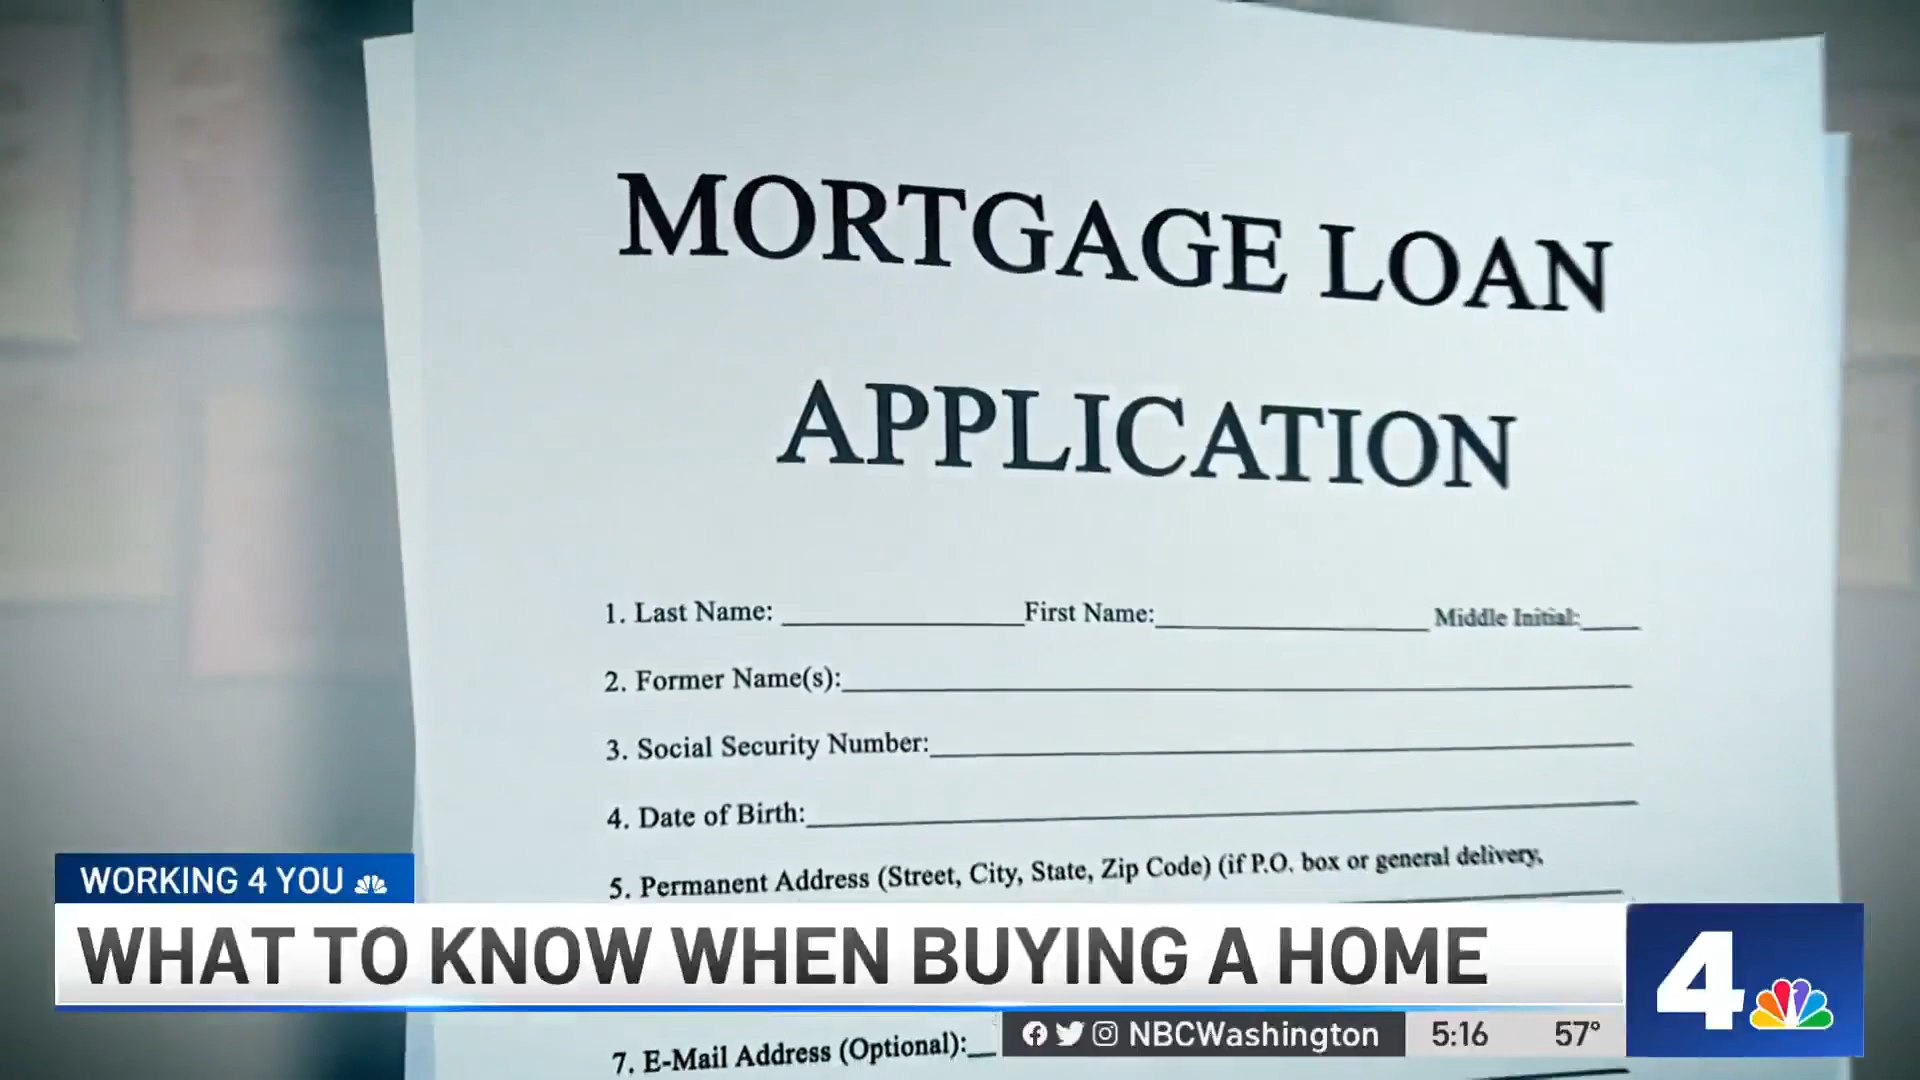 MORTGAGE LOAN
APPLICATION
1. Last Name: First Name: Middle Initial:
2. Former Name(s):
3. Social Security Number:
4. Date of Birth:
5. Permanent Address (Street, City, State, Zip Code) (if P.O. box or general delivery,
WORKING 4 YOU
WHAT TO KNOW WHEN BUYING A HOME
4
NBCWashington 5:16 57°
7. E-Mail Address (Optional):